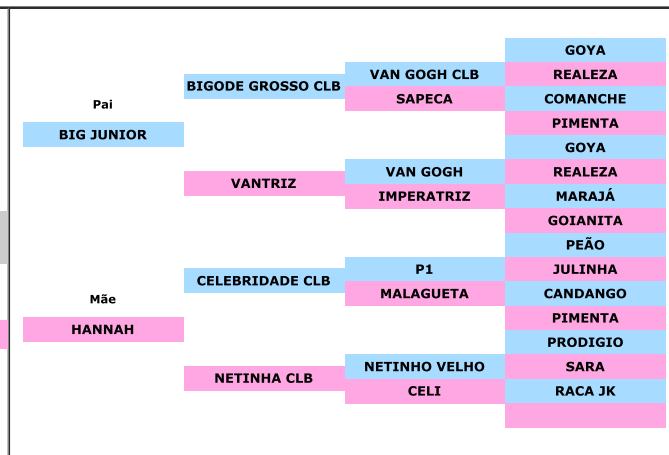 Pai
BIG JUNIOR
BIGODE GROSSO CLB
VAN GOGH CLB
SAPECA
GOYA
REALEZA
COMANCHE
PIMENTA
VANTRIZ
VAN GOGH
IMPERATRIZ
GOYA
REALEZA
MARAJÁ
GOIANITA
Mãe
HANNAH
CELEBRIDADE CLB
P1
MALAGUETA
PEÃO
JULINHA
CANDANGO
PIMENTA
NETINHA CLB
NETINHO VELHO
CELI
PRODIGIO
SARA
RACA JK